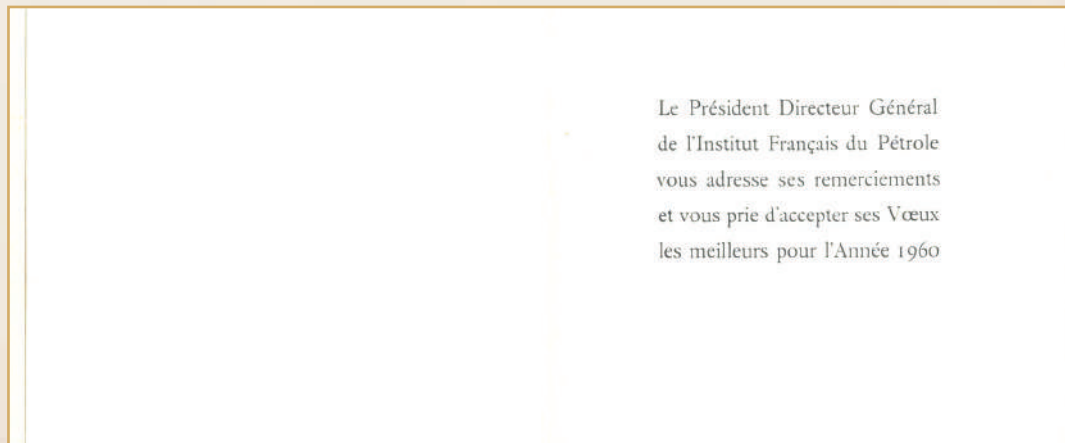 Le Président Directeur Général
de l'Institut Français du Pétrole
vous adresse ses remerciements
et vous prie d'accepter ses Vœux
les meilleurs pour l'Année 1960